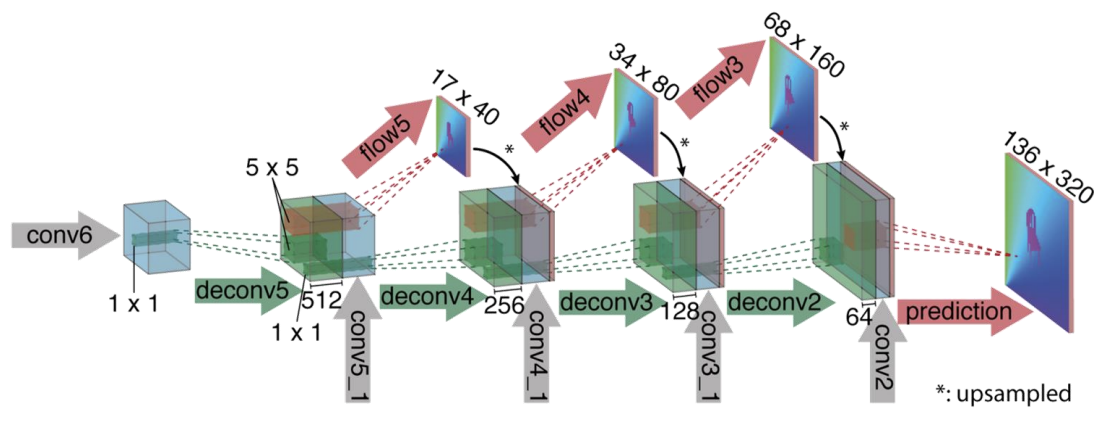 conv6
1 x 1
deconv5
5 x 5
512
1 x 1
conv5_1
flow5
17 x 40
*
deconv4
256
conv4_1
flow4
34 x 80
*
deconv3
128
conv3_1
flow3
68 x 160
*
deconv2
64
conv2
prediction
136 x 320
*: upsampled